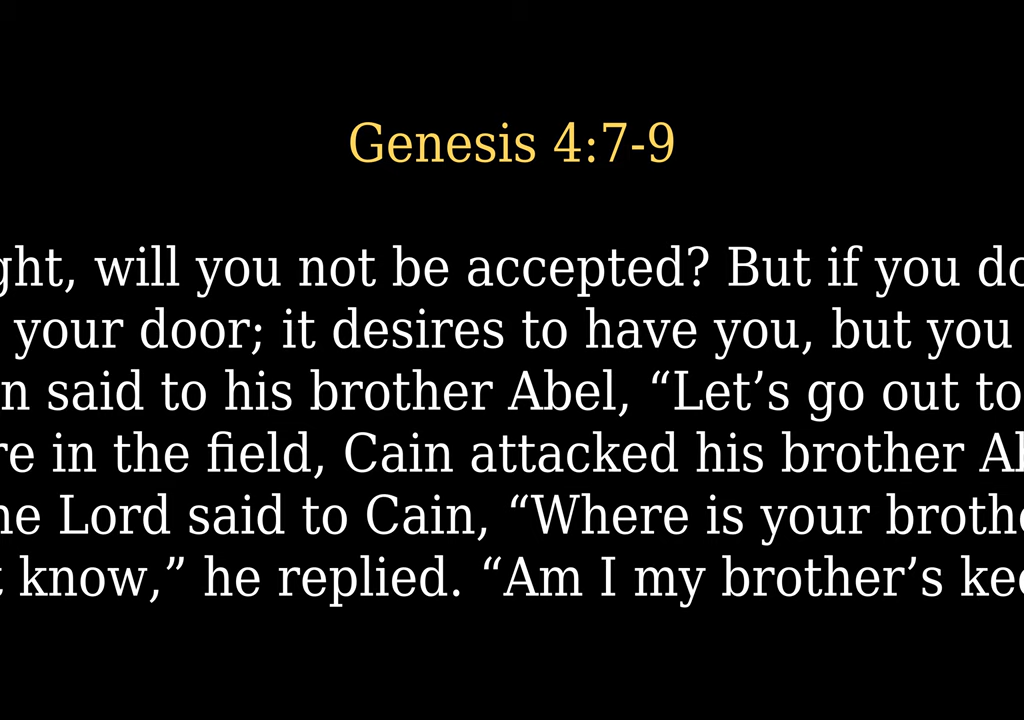 Genesis 4:7-9
ght, will you not be accepted? But if you do
your door; it desires to have you, but you
n said to his brother Abel, “Let’s go out to
re in the field, Cain attacked his brother Ab
he Lord said to Cain, “Where is your brothe
t know,” he replied. “Am I my brother’s kee